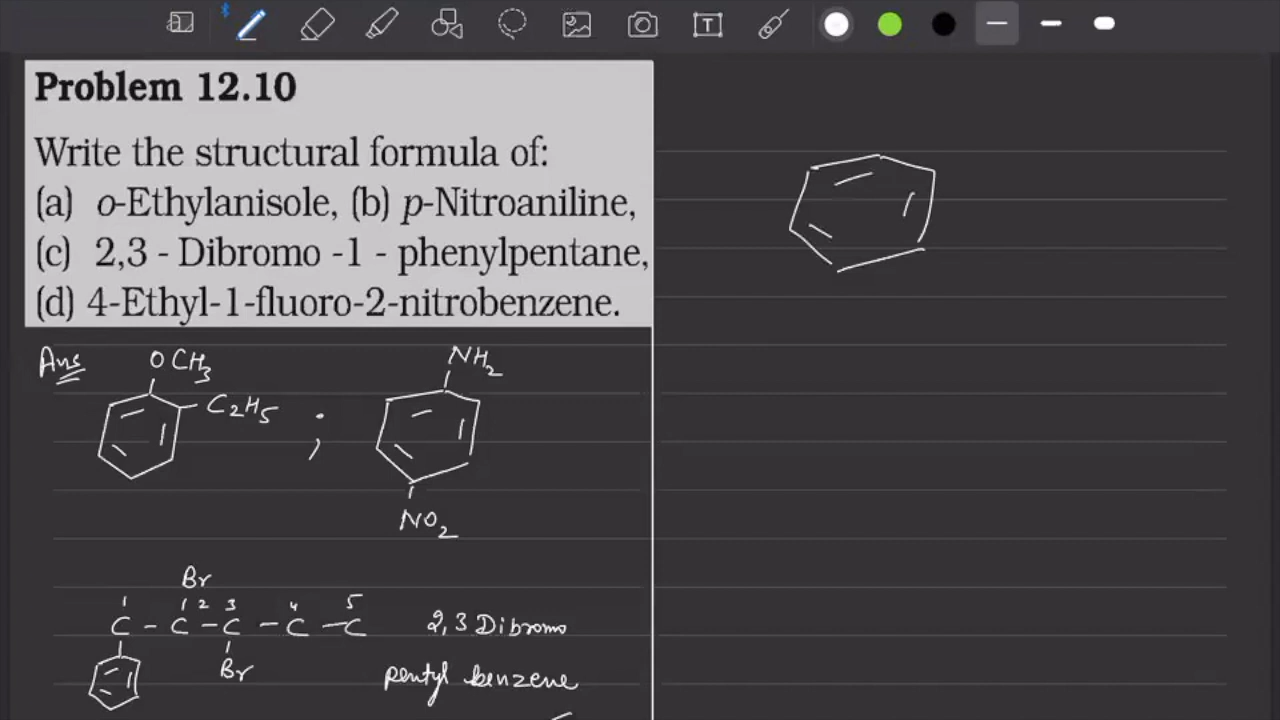 T
Problem 12.10
Write the structural formula of:
(a) o-Ethylanisole, (b) p-Nitroaniline,
(c) 2,3 - Dibromo -1 - phenylpentane,
(d) 4-Ethyl-1-fluoro-2-nitrobenzene.
Ans
OCH3
C2H5
;
NH2
NO2
Br
1 2 3 4 5
C - C - C - C - C
Br
2,3 Dibromo
pentyl benzene